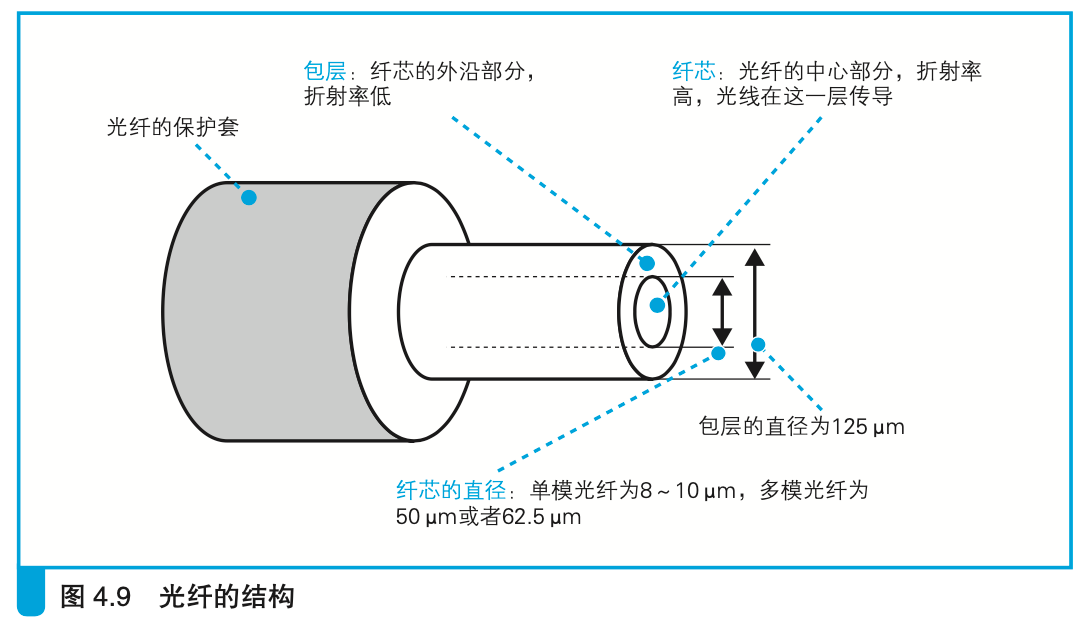 包层：纤芯的外沿部分，
折射率低
纤芯：光纤的中心部分，折射率
高，光线在这一层传导
光纤的保护套
包层的直径为125 μm
纤芯的直径：单模光纤为8～10 μm，多模光纤为
50 μm或者62.5 μm
图 4.9 光纤的结构